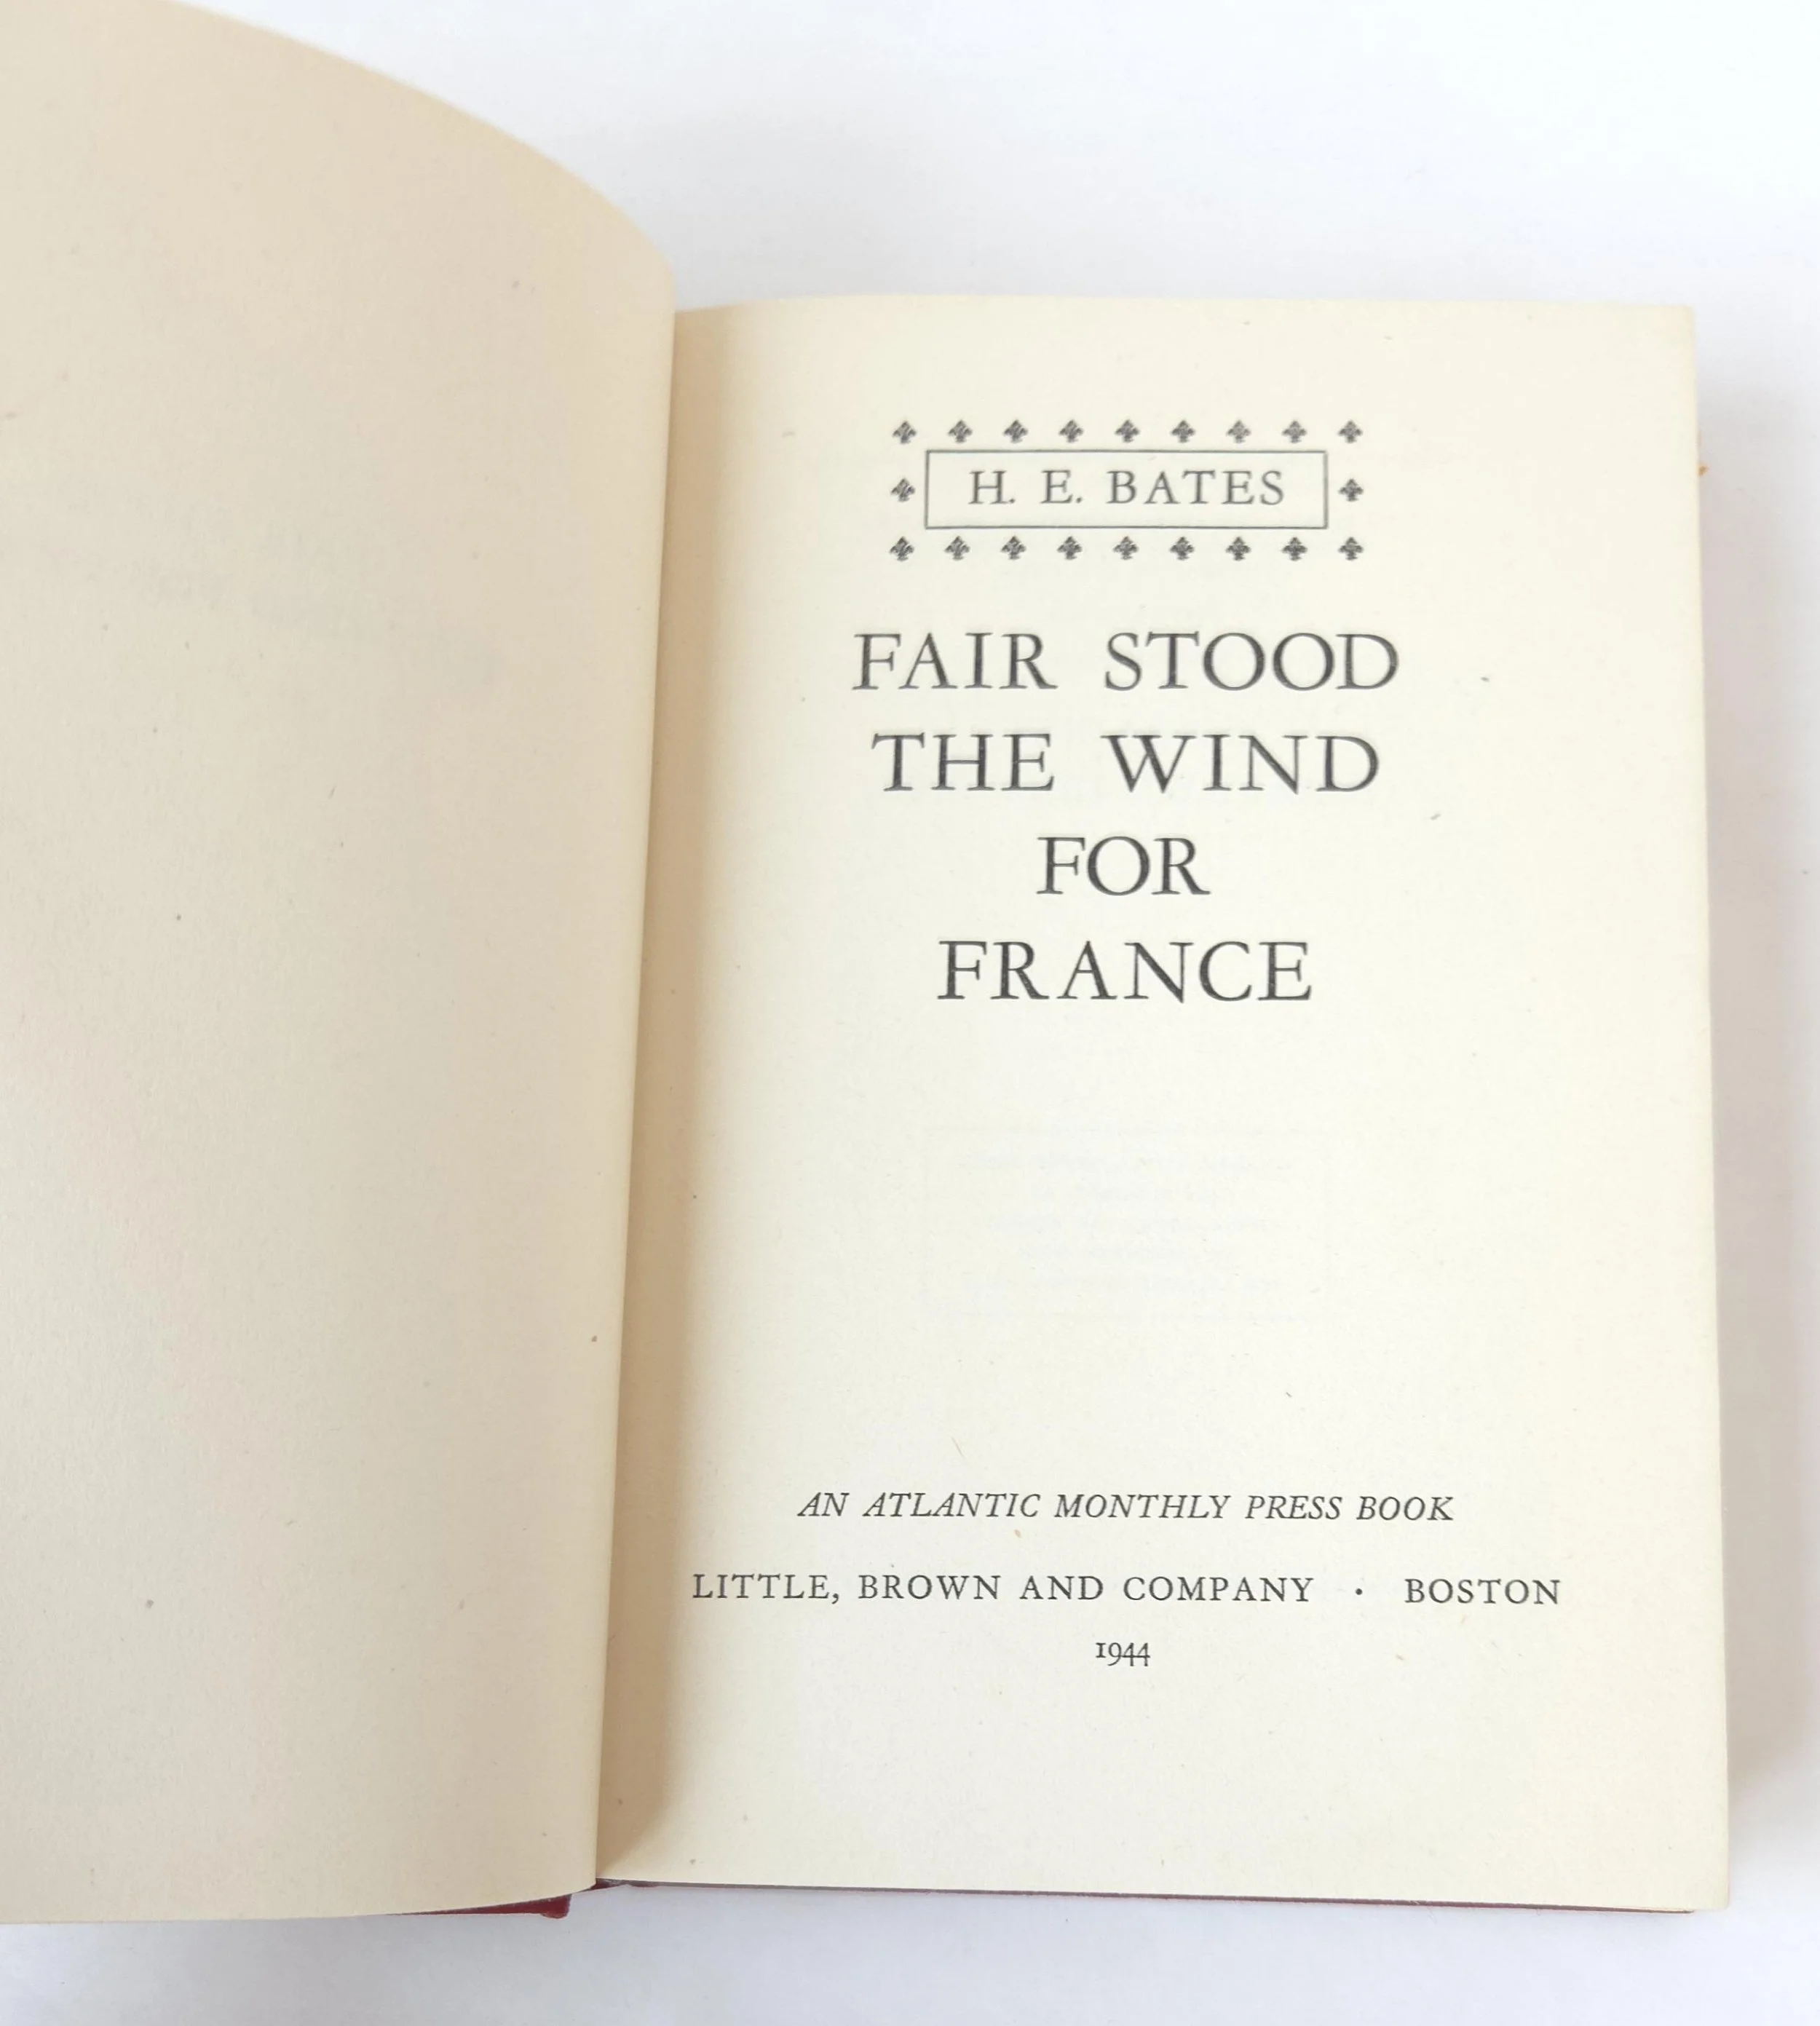 H. E. BATES
FAIR STOOD
THE WIND
FOR
FRANCE
AN ATLANTIC MONTHLY PRESS BOOK
LITTLE, BROWN AND COMPANY · BOSTON
1944